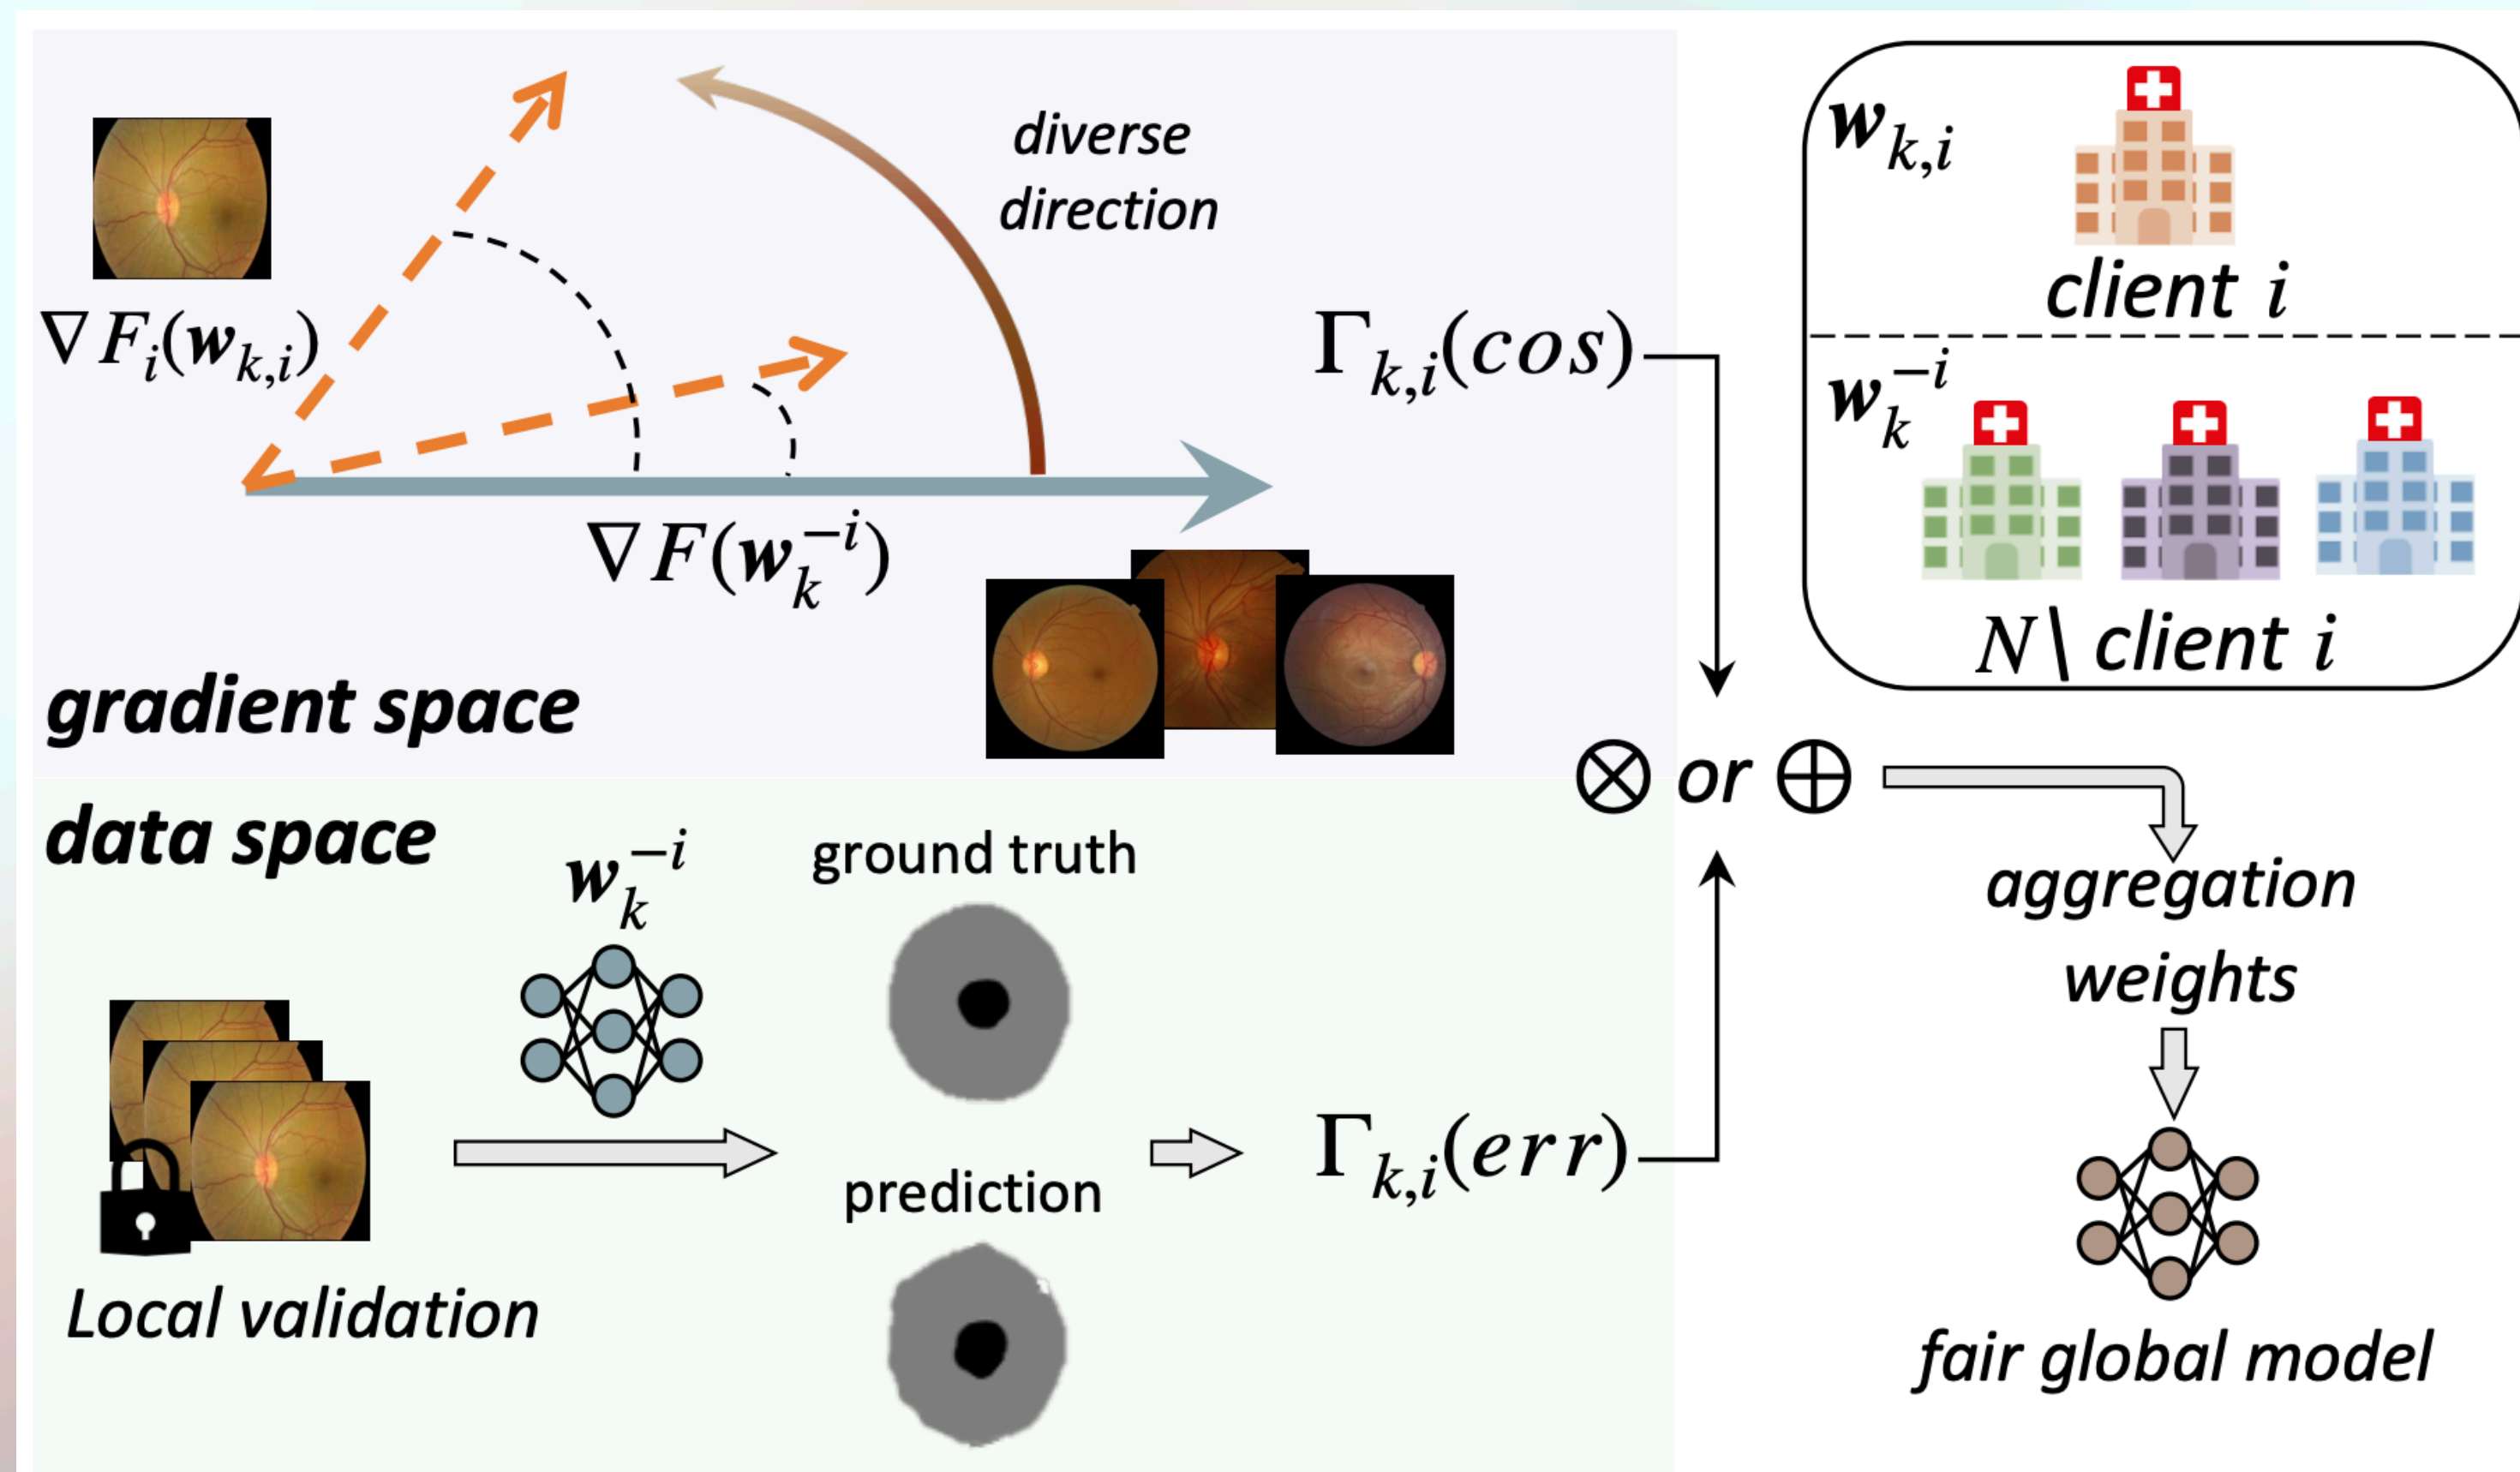 diverse
direction
∇F_i(w_{k,i})
Γ_{k,i}(cos)
∇F(w_k^{-i})
gradient space
w_{k,i}
client i
w_k^{-i}
N\ client i
data space
w_k^{-i}
ground truth
prediction
Local validation
Γ_{k,i}(err)
⊗ or ⊕
aggregation
weights
fair global model